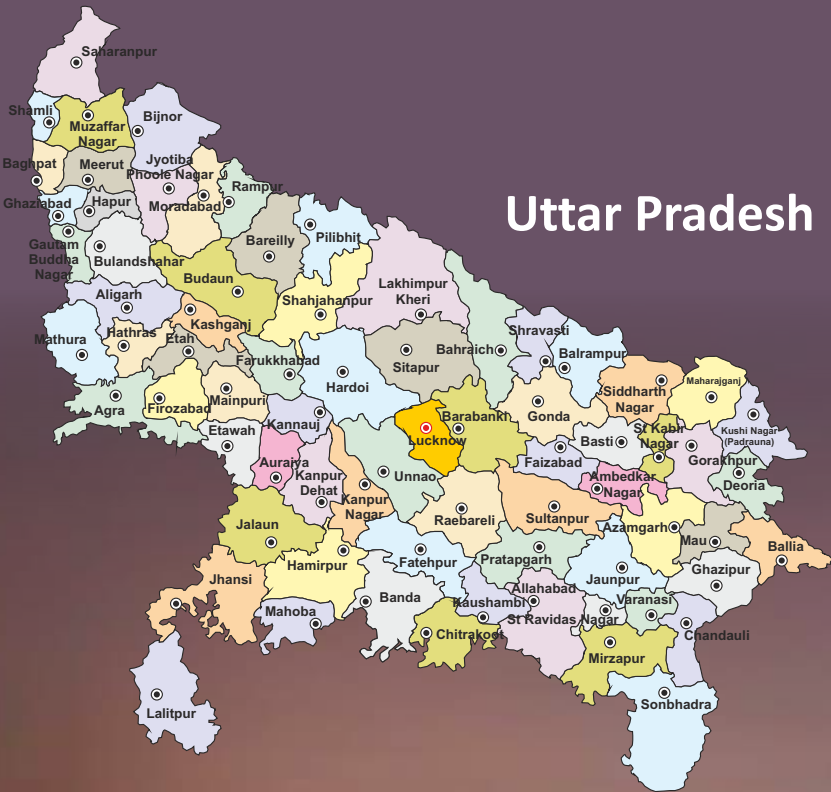 Uttar Pradesh
Saharanpur
Shamli
Muzaffar
Nagar
Bijnor
Baghpat
Meerut
Jyotiba
Phoole Nagar
Rampur
Ghaziabad
Hapur
Moradabad
Gautam
Buddha
Nagar
Bulandshahar
Bareilly
Pilibhit
Budaun
Aligarh
Kashganj
Shahjahanpur
Lakhimpur
Kheri
Mathura
Hathras
Etah
Farukkhabad
Hardoi
Sitapur
Bahraich
Shravasti
Balrampur
Siddharth
Nagar
Maharajganj
Agra
Firozabad
Mainpuri
Kannauj
Lucknow
Barabanki
Gonda
Basti
St Kabir
Nagar
Gorakhpur
Kushi Nagar
(Padrauna)
Deoria
Etawah
Auraiya
Kanpur
Dehat
Kanpur
Nagar
Unnao
Faizabad
Ambedkar
Nagar
Raebareli
Sultanpur
Azamgarh
Mau
Ballia
Jalaun
Hamirpur
Fatehpur
Pratapgarh
Jaunpur
Ghazipur
Jhansi
Mahoba
Banda
Kaushambi
Allahabad
St Ravidas Nagar
Varanasi
Chandauli
Chitrakoot
Mirzapur
Lalitpur
Sonbhadra